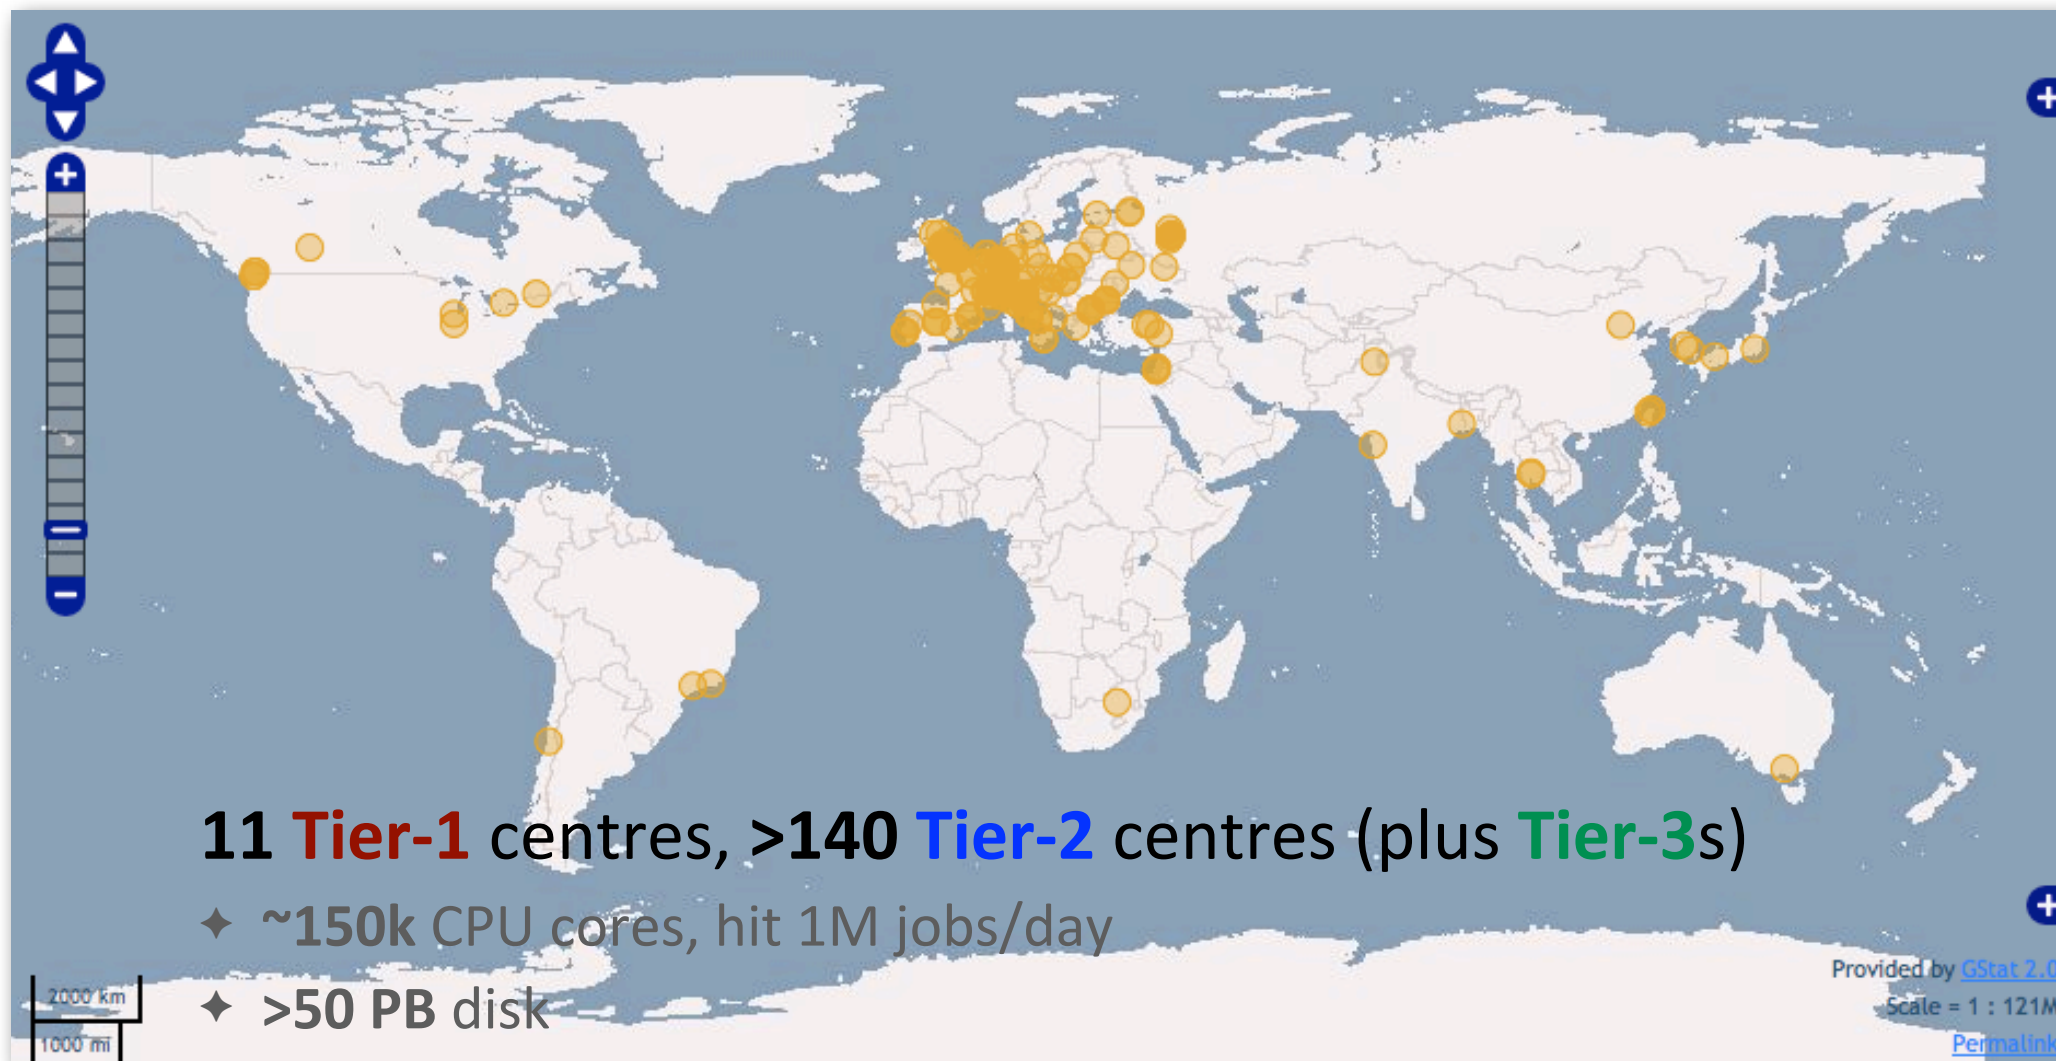 11 Tier-1 centres, >140 Tier-2 centres (plus Tier-3s)
✦ ~150k CPU cores, hit 1M jobs/day
✦ >50 PB disk
2000 km
1000 mi
Provided by GStat 2.0
Scale = 1 : 121M
Permalink